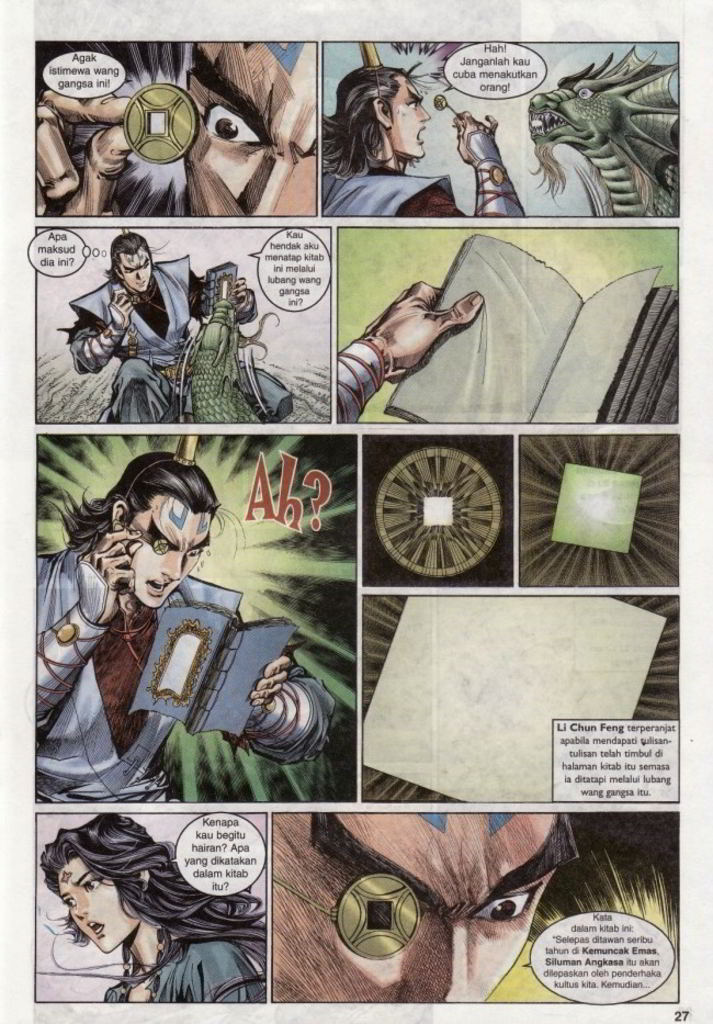 Agak
istimewa wang
gangsa ini!
Hah!
Janganlah kau
cuba menakutkan
orang!
Apa
maksud
dia ini?
Kau
hendak aku
menatap kitab
ini melalui
lubang wang
gangsa
ini?
Ah?
Li Chun Feng terperanjat
apabila mendapati tulisan-
tulisan telah timbul di
halaman kitab itu semasa
ia ditatapi melalui lubang
wang gangsa itu.
Kenapa
kau begitu
hairan? Apa
yang dikatakan
dalam kitab
itu?
Kata
dalam kitab ini:
"Selepas ditawan seribu
tahun di Kemuncak Emas,
Siluman Angkasa itu akan
dilepaskan oleh penderhaka
kultus kita. Kemudian...
27